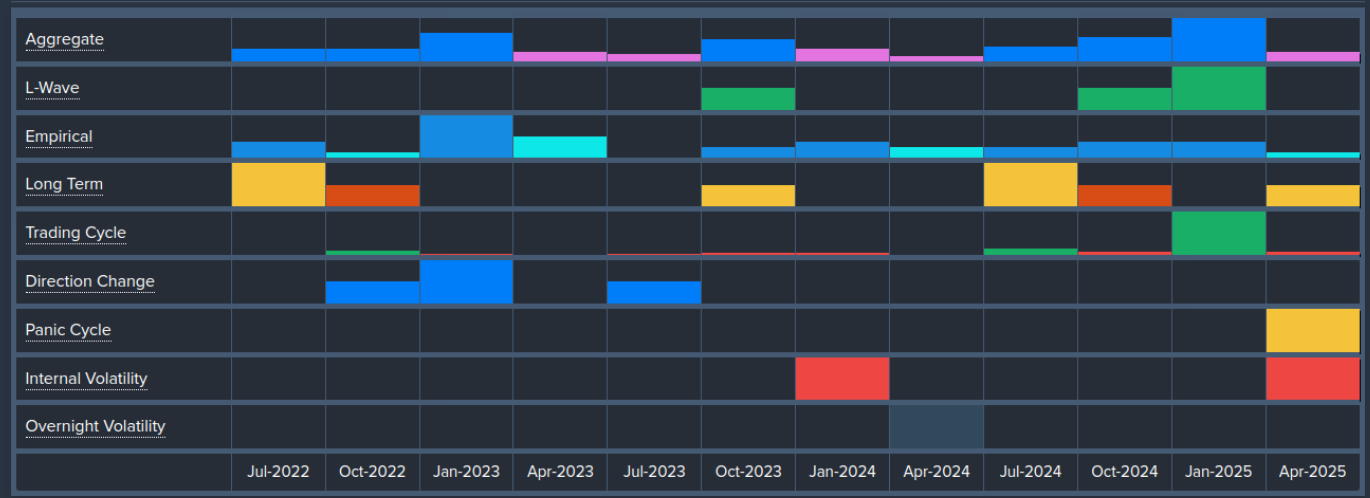 Aggregate
L-Wave
Empirical
Long Term
Trading Cycle
Direction Change
Panic Cycle
Internal Volatility
Overnight Volatility
Jul-2022 Oct-2022 Jan-2023 Apr-2023 Jul-2023 Oct-2023 Jan-2024 Apr-2024 Jul-2024 Oct-2024 Jan-2025 Apr-2025